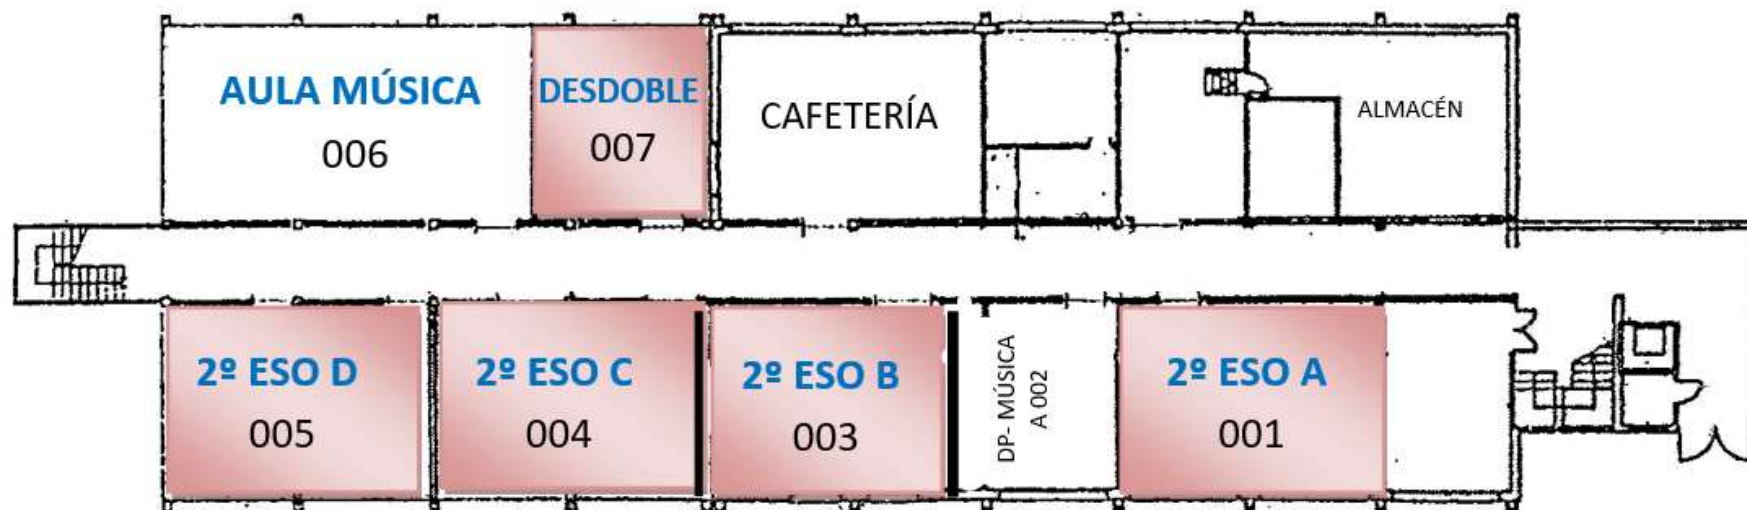 AULA MÚSICA
006
DESDOBLE
007
CAFETERÍA
ALMACÉN
2º ESO D
005
2º ESO C
004
2º ESO B
003
DP- MÚSICA
A 002
2º ESO A
001